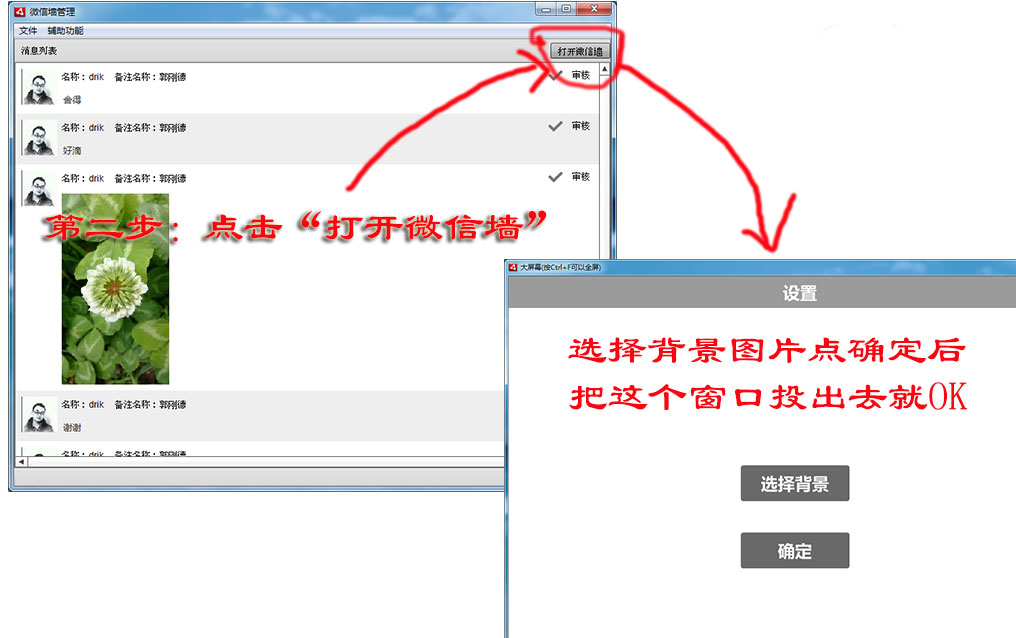 微信墙管理
文件 辅助功能
消息列表
打开微信墙
名称：drik 备注名称：郭刚德
审核
舍得
名称：drik 备注名称：郭刚德
审核
好滴
名称：drik 备注名称：郭刚德
审核
第二步：点击“打开微信墙”
名称：drik 备注名称：郭刚德
谢谢
名称：drik 备注名称：郭刚德
大屏幕(按Ctrl+F可以全屏)
设置
选择背景图片点确定后
把这个窗口投出去就OK
选择背景
确定